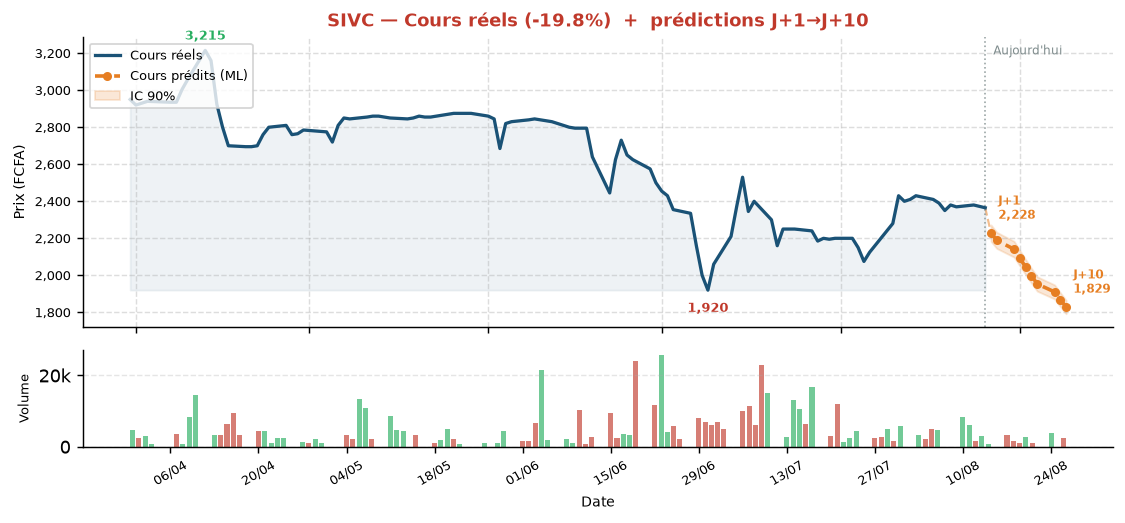 SIVC — Cours réels (-19.8%) + prédictions J+1→J+10
3,215
Cours réels
Cours prédits (ML)
IC 90%
Aujourd'hui
Prix (FCFA)
3,200
3,000
2,800
2,600
2,400
2,200
2,000
1,800
J+1
2,228
J+10
1,829
1,920
Volume
20k
0
06/04
20/04
04/05
18/05
01/06
15/06
29/06
13/07
27/07
10/08
24/08
Date